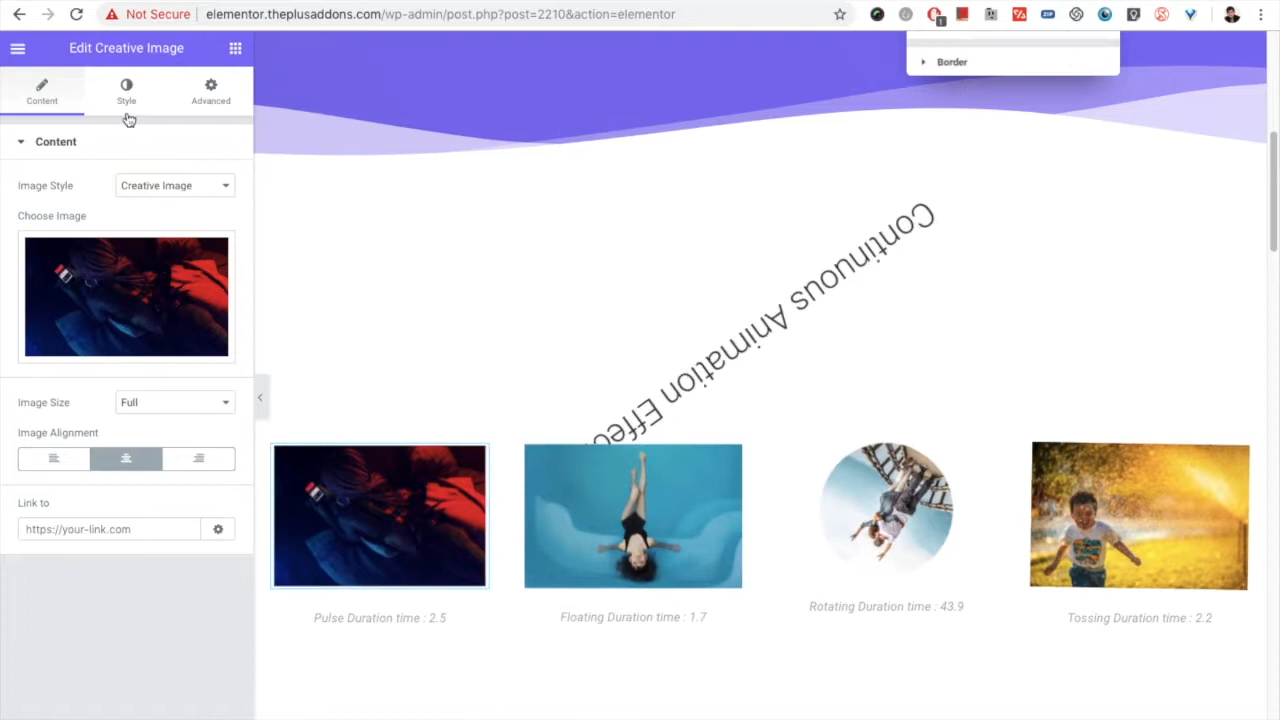 Not Secure | elementor.theplusaddons.com/wp-admin/post.php?post=2210&action=elementor
1
ZIP
Edit Creative Image
Border
Content
Style
Advanced
Content
Image Style
Creative Image
Choose Image
Continuous Animation Effec
Image Size
Full
Image Alignment
Link to
https://your-link.com
Pulse Duration time : 2.5
Floating Duration time : 1.7
Rotating Duration time : 43.9
Tossing Duration time : 2.2